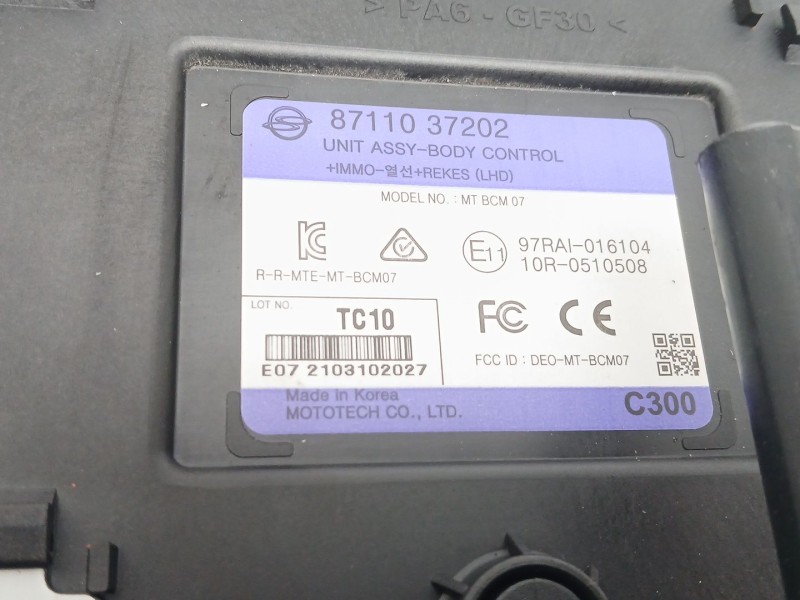 > PA6 - GF30 <
87110 37202
UNIT ASSY-BODY CONTROL
+IMMO-열선+REKES (LHD)
MODEL NO. : MT BCM 07
R-R-MTE-MT-BCM07
E11
97RAI-016104
10R-0510508
LOT NO.
TC10
E07 2103102027
FC CE
FCC ID : DEO-MT-BCM07
Made in Korea
MOTOTECH CO., LTD.
C300